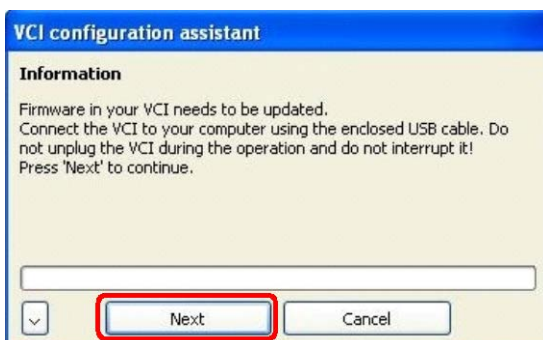 VCI configuration assistant
Information
Firmware in your VCI needs to be updated.
Connect the VCI to your computer using the enclosed USB cable. Do
not unplug the VCI during the operation and do not interrupt it!
Press 'Next' to continue.
Next
Cancel